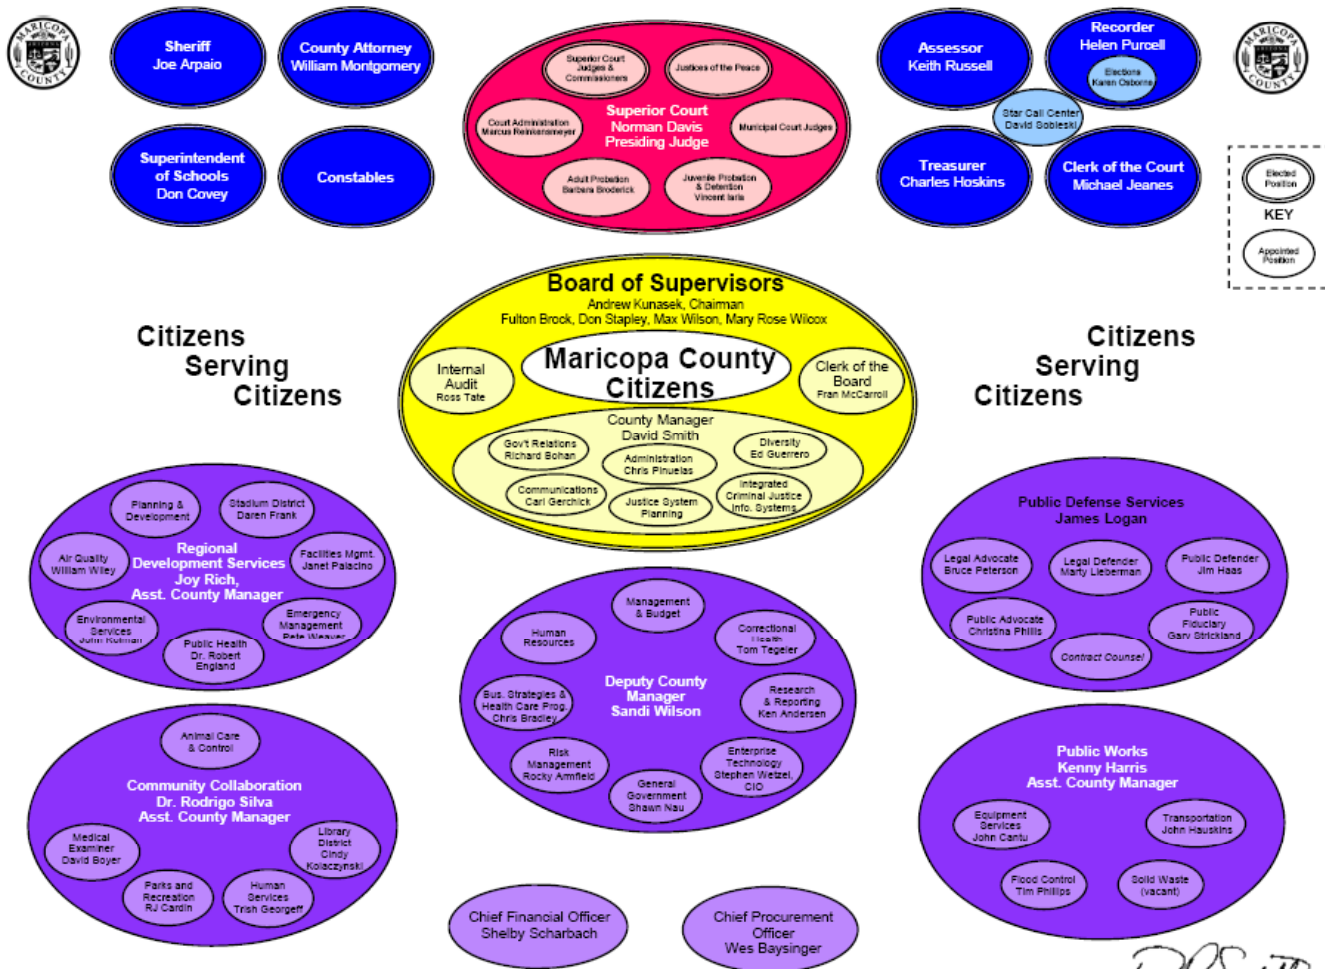 MARICOPA
COUNTY
Sheriff
Joe Arpaio
County Attorney
William Montgomery
Superintendent
of Schools
Don Covey
Constables
Superior Court
Judges &
Commissioners
Justices of the Peace
Court Administration
Marcus Reinkensmeyer
Superior Court
Norman Davis
Presiding Judge
Municipal Court Judges
Adult Probation
Barbara Broderick
Juvenile Probation
& Detention
Vincent Iaria
Assessor
Keith Russell
Recorder
Helen Purcell
Elections
Karen Osborne
Star Call Center
David Sobieski
Treasurer
Charles Hoskins
Clerk of the Court
Michael Jeanes
MARICOPA
COUNTY
Elected
Position
KEY
Appointed
Position
Board of Supervisors
Andrew Kunasek, Chairman
Fulton Brock, Don Stapley, Max Wilson, Mary Rose Wilcox
Maricopa County
Citizens
Internal
Audit
Ross Tate
Clerk of the
Board
Fran McCarroll
County Manager
David Smith
Gov't Relations
Richard Bohan
Administration
Chris Pinuelas
Diversity
Ed Guerrero
Communications
Carl Gerchick
Justice System
Planning
Integrated
Criminal Justice
Info. Systems
Citizens
Serving
Citizens
Citizens
Serving
Citizens
Planning &
Development
Stadium District
Daren Frank
Air Quality
William Wiley
Regional
Development Services
Joy Rich,
Asst. County Manager
Facilities Mgmt.
Janet Palacino
Environmental
Services
John Kolman
Public Health
Dr. Robert
England
Emergency
Management
Pete Weaver
Management
& Budget
Human
Resources
Correctional
Health
Tom Tegeler
Bus. Strategies &
Health Care Prog.
Chris Bradley
Deputy County
Manager
Sandi Wilson
Research
& Reporting
Ken Andersen
Risk
Management
Rocky Armfield
General
Government
Shawn Nau
Enterprise
Technology
Stephen Wetzel,
CIO
Public Defense Services
James Logan
Legal Advocate
Bruce Peterson
Legal Defender
Marty Lieberman
Public Defender
Jim Haas
Public Advocate
Christina Phillis
Contract Counsel
Public
Fiduciary
Gary Strickland
Animal Care
& Control
Community Collaboration
Dr. Rodrigo Silva
Asst. County Manager
Medical
Examiner
David Boyer
Parks and
Recreation
RJ Cardin
Human
Services
Trish Georgeff
Library
District
Cindy
Kolaczynski
Public Works
Kenny Harris
Asst. County Manager
Equipment
Services
John Cantu
Transportation
John Hauskins
Flood Control
Tim Phillips
Solid Waste
(vacant)
Chief Financial Officer
Shelby Scharbach
Chief Procurement
Officer
Wes Baysinger